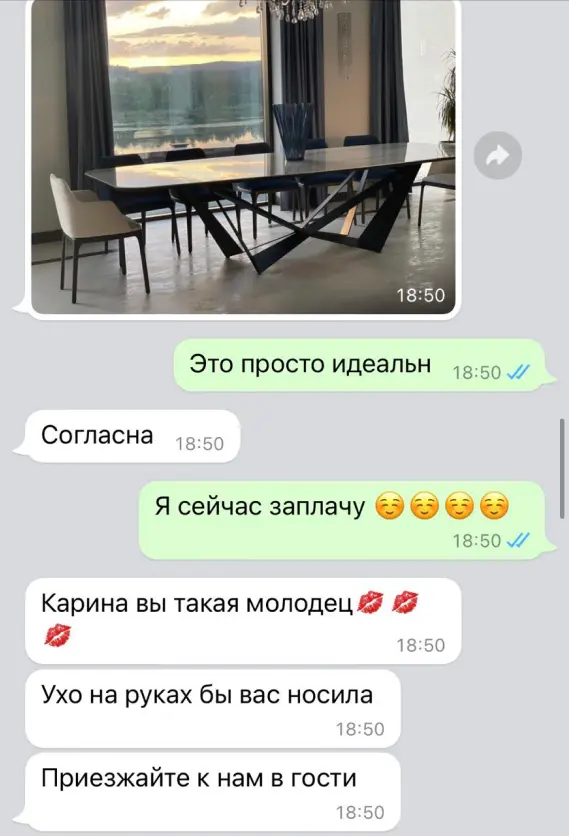 18:50
Это просто идеальн
18:50
Согласна
18:50
Я сейчас заплачу ☺️☺️☺️☺️
18:50
Карина вы такая молодец💋💋
💋
18:50
Ухо на руках бы вас носила
18:50
Приезжайте к нам в гости
18:50